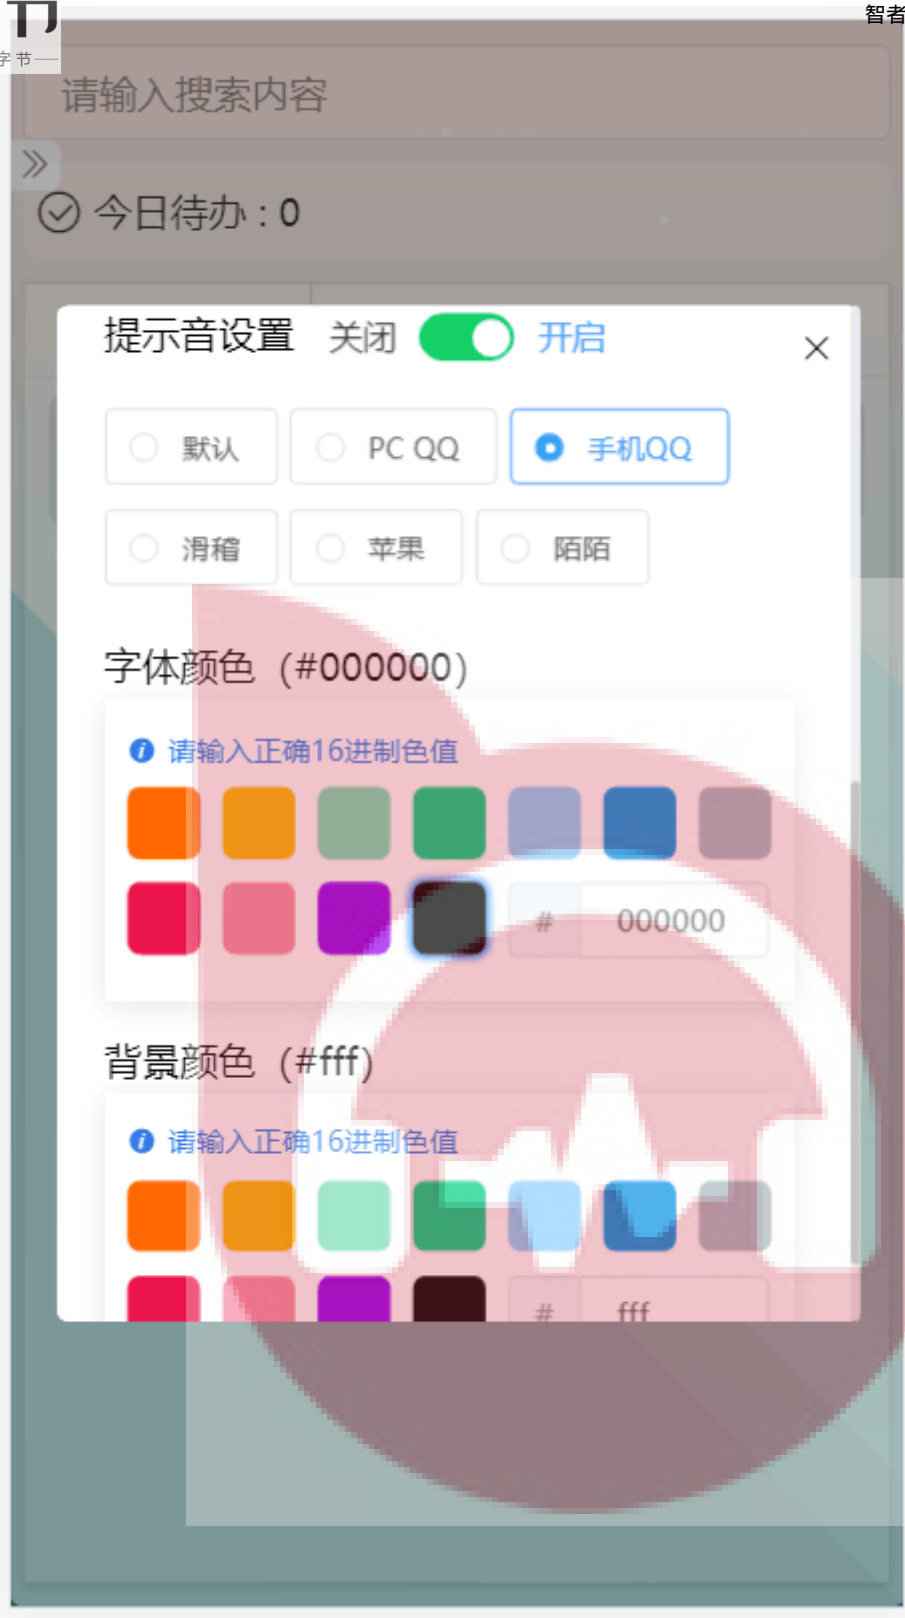 智者
字节
请输入搜索内容
今日待办 : 0
提示音设置 关闭 开启
默认 PC QQ 手机QQ
滑稽 苹果 陌陌
字体颜色 (#000000)
请输入正确16进制色值
# 000000
背景颜色 (#fff)
请输入正确16进制色值
# fff